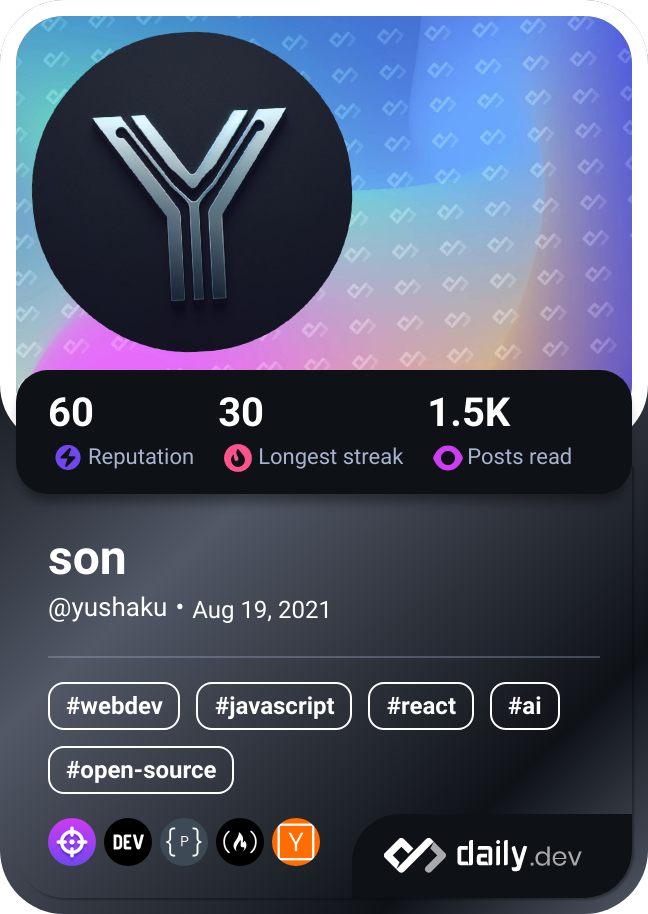 Y
60 30 1.5K
Reputation Longest streak Posts read
son
@yushaku • Aug 19, 2021
#webdev #javascript #react #ai
#open-source
DEV {P} (🔥) Y
daily.dev